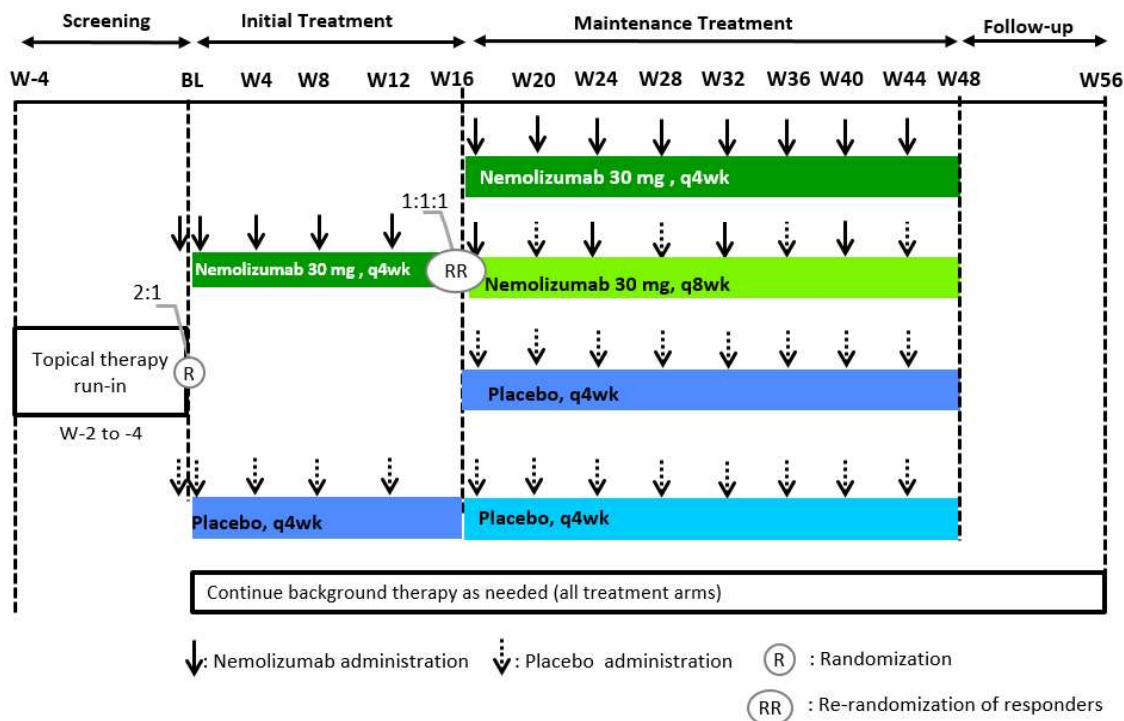 Screening Initial Treatment Maintenance Treatment Follow-up
W-4 BL W4 W8 W12 W16 W20 W24 W28 W32 W36 W40 W44 W48 W56
Nemolizumab 30 mg , q4wk
1:1:1
Nemolizumab 30 mg , q4wk RR Nemolizumab 30 mg, q8wk
2:1
Topical therapy
run-in
R
Placebo, q4wk
W-2 to -4
Placebo, q4wk Placebo, q4wk
Continue background therapy as needed (all treatment arms)
: Nemolizumab administration : Placebo administration R : Randomization
RR : Re-randomization of responders